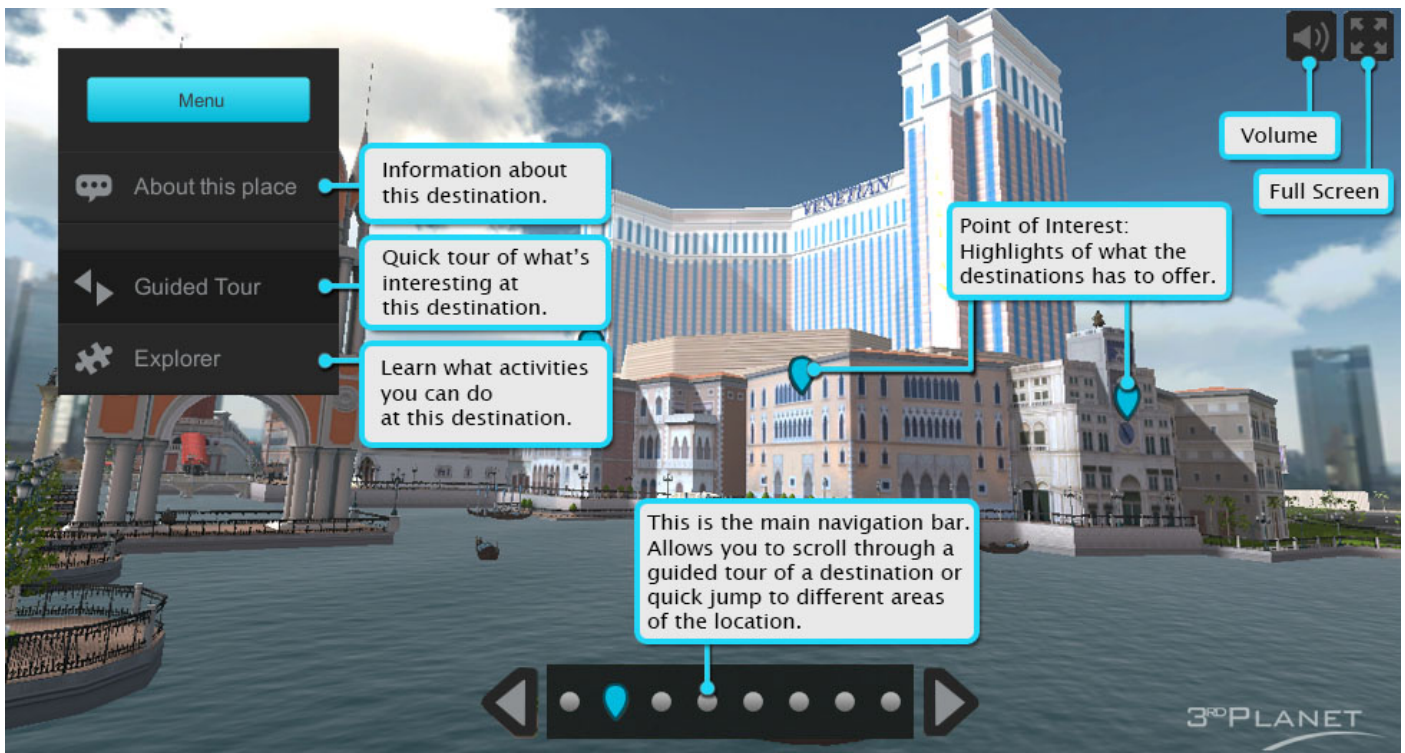 Menu
About this place
Guided Tour
Explorer
Information about
this destination.
Quick tour of what's
interesting at
this destination.
Learn what activities
you can do
at this destination.
VENETIAN
Volume
Full Screen
Point of Interest:
Highlights of what the
destinations has to offer.
This is the main navigation bar.
Allows you to scroll through a
guided tour of a destination or
quick jump to different areas
of the location.
3RDPLANET